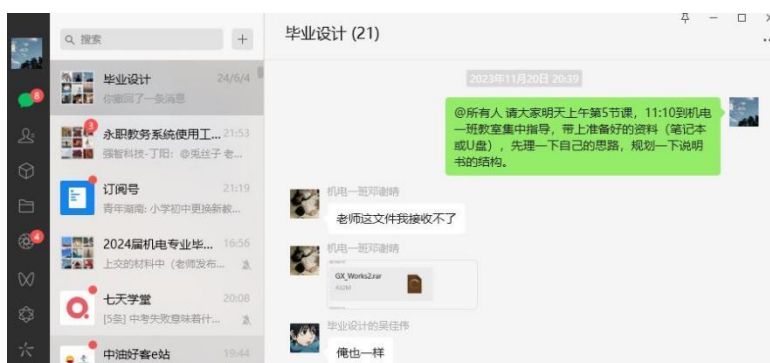 搜索
毕业设计 24/6/4
你撤回了一条消息
永职教务系统使用工... 21:53
强智科技-丁阳: @兎丝子 老...
订阅号 21:19
青年湖南: 小学初中更换新教...
2024届机电专业毕... 16:56
上交的材料中（老师发布...
七天学堂 20:08
[5条] 中考失败意味着什...
中油好客e站 19:44
8
3
4
毕业设计 (21)
2023年11月20日 20:39
@所有人 请大家明天上午第5节课，11:10到机电
一班教室集中指导，带上准备好的资料（笔记本
或U盘），先理一下自己的思路，规划一下说明
书的结构。
机电一班邓谢晴
老师这文件我接收不了
机电一班邓谢晴
GX_Works2.rar
毕业设计的吴佳伟
俺也一样